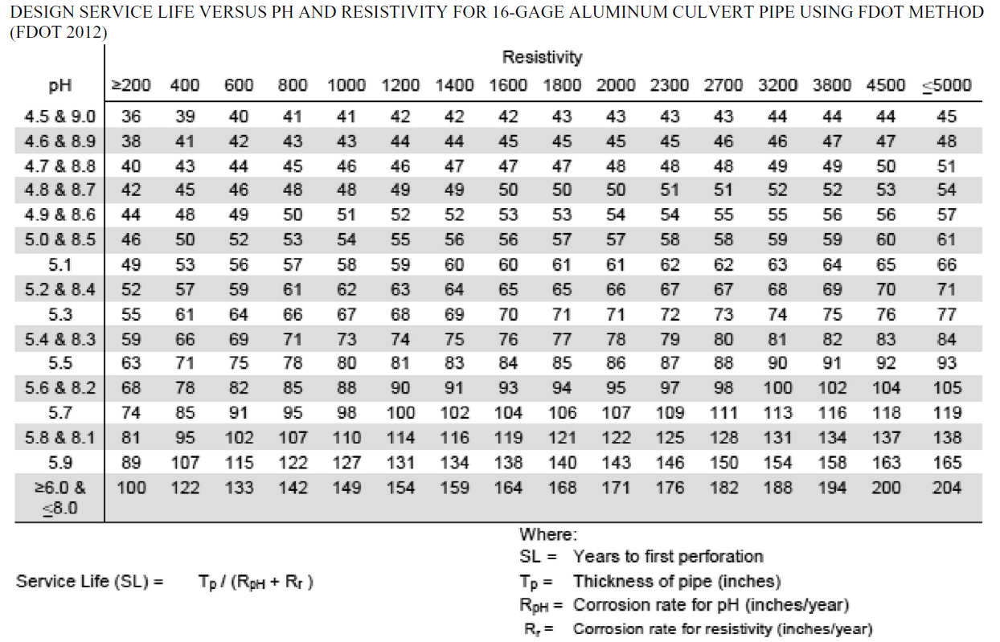 DESIGN SERVICE LIFE VERSUS PH AND RESISTIVITY FOR 16-GAGE ALUMINUM CULVERT PIPE USING FDOT METHOD
(FDOT 2012)
Resistivity
pH ≥200 400 600 800 1000 1200 1400 1600 1800 2000 2300 2700 3200 3800 4500 ≤5000
4.5 & 9.0 36 39 40 41 41 42 42 42 43 43 43 43 44 44 44 45
4.6 & 8.9 38 41 42 43 43 44 44 45 45 45 45 46 46 47 47 48
4.7 & 8.8 40 43 44 45 46 46 47 47 47 48 48 48 49 49 50 51
4.8 & 8.7 42 45 46 48 48 49 49 50 50 50 51 51 52 52 53 54
4.9 & 8.6 44 48 49 50 51 52 52 53 53 54 54 55 55 56 56 57
5.0 & 8.5 46 50 52 53 54 55 56 56 57 57 58 58 59 59 60 61
5.1 49 53 56 57 58 59 60 60 61 61 62 62 63 64 65 66
5.2 & 8.4 52 57 59 61 62 63 64 65 65 66 67 67 68 69 70 71
5.3 55 61 64 66 67 68 69 70 71 71 72 73 74 75 76 77
5.4 & 8.3 59 66 69 71 73 74 75 76 77 78 79 80 81 82 83 84
5.5 63 71 75 78 80 81 83 84 85 86 87 88 90 91 92 93
5.6 & 8.2 68 78 82 85 88 90 91 93 94 95 97 98 100 102 104 105
5.7 74 85 91 95 98 100 102 104 106 107 109 111 113 116 118 119
5.8 & 8.1 81 95 102 107 110 114 116 119 121 122 125 128 131 134 137 138
5.9 89 107 115 122 127 131 134 138 140 143 146 150 154 158 163 165
≥6.0 & 100 122 133 142 149 154 159 164 168 171 176 182 188 194 200 204
≤8.0
Where:
SL = Years to first perforation
Service Life (SL) = Tp / (RpH + Rr ) Tp = Thickness of pipe (inches)
RpH = Corrosion rate for pH (inches/year)
Rr = Corrosion rate for resistivity (inches/year)